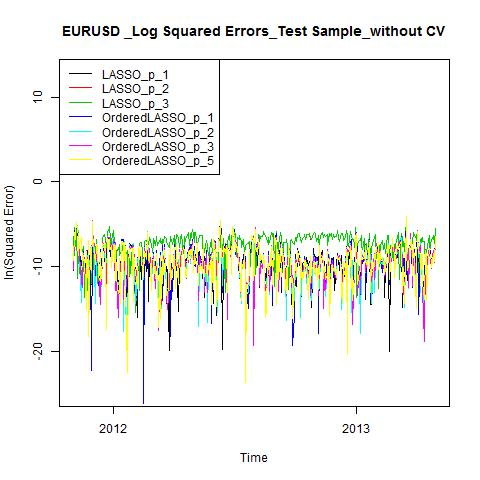 EURUSD _Log Squared Errors_Test Sample_without CV
LASSO_p_1
LASSO_p_2
LASSO_p_3
OrderedLASSO_p_1
OrderedLASSO_p_2
OrderedLASSO_p_3
OrderedLASSO_p_5
ln(Squared Error)
10
0
-10
-20
2012 2013
Time